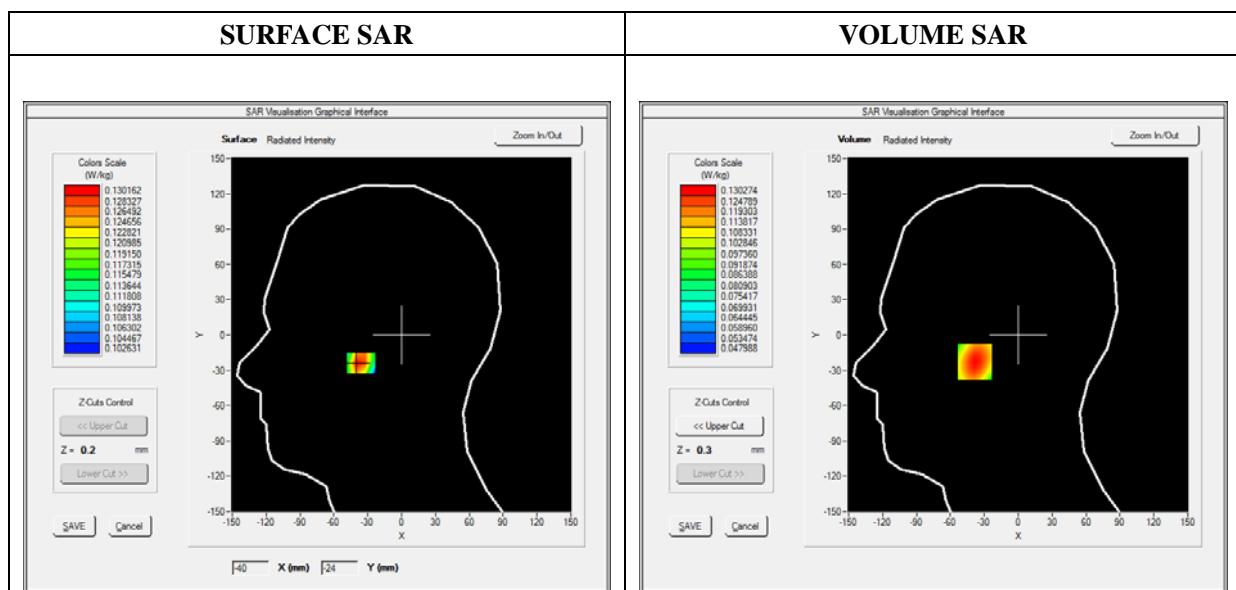 SURFACE SAR
VOLUME SAR
SAR Visualisation Graphical Interface
Surface Radiated Intensity
Zoom In/Out
Colors Scale
(W/kg)
0.130162
0.128327
0.126492
0.124656
0.122821
0.120985
0.119150
0.117315
0.115479
0.113644
0.111808
0.109973
0.108138
0.106302
0.104467
0.102631
150
120
90
60
30
0
-30
-60
-90
-120
-150
Y
-150 -120 -90 -60 -30 0 30 60 90 120 150
X
Z-Cuts Control
<< Upper Cut
Z = 0.2 mm
Lower Cut >>
SAVE Cancel
-40 X (mm) -24 Y (mm)
SAR Visualisation Graphical Interface
Volume Radiated Intensity
Zoom In/Out
Colors Scale
(W/kg)
0.130274
0.124789
0.119303
0.113817
0.108331
0.102846
0.097360
0.091874
0.086388
0.080903
0.075417
0.069931
0.064445
0.058960
0.053474
0.047988
150
120
90
60
30
0
-30
-60
-90
-120
-150
Y
-150 -120 -90 -60 -30 0 30 60 90 120 150
X
Z-Cuts Control
<< Upper Cut
Z = 0.3 mm
Lower Cut >>
SAVE Cancel